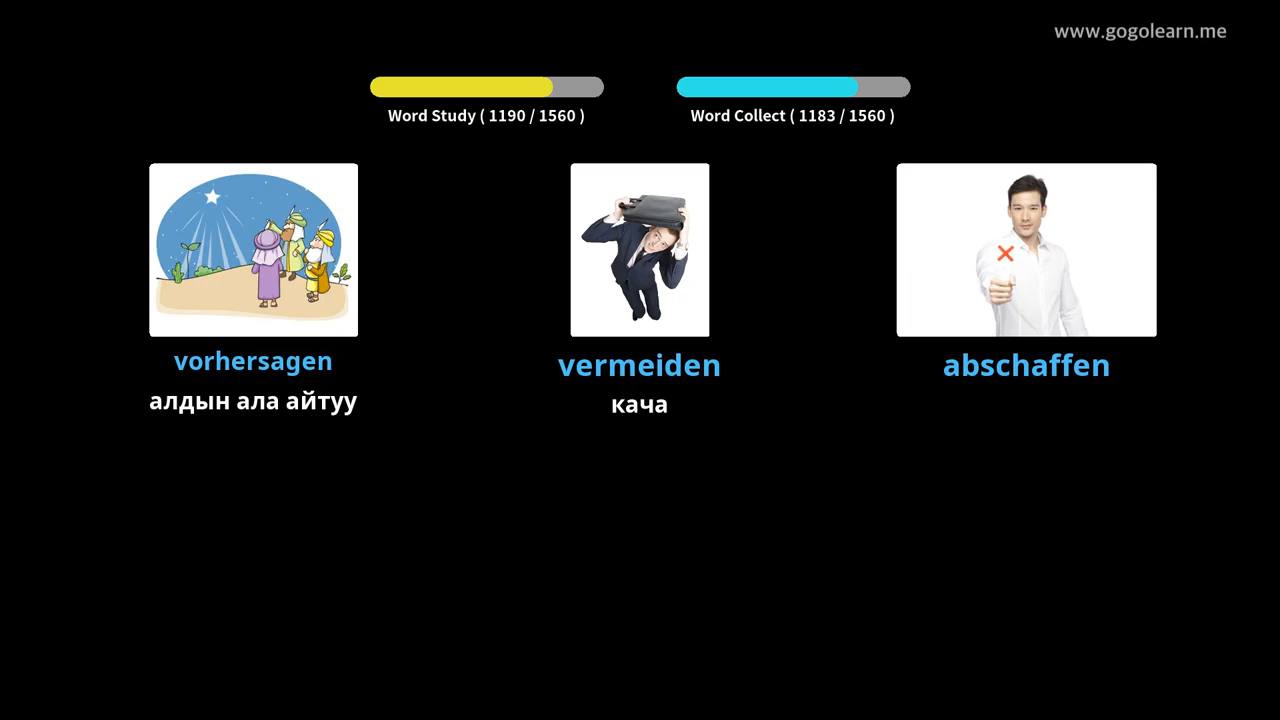 www.gogolearn.me
Word Study ( 1190 / 1560 )
Word Collect ( 1183 / 1560 )
vorhersagen
алдын ала айтуу
vermeiden
кача
abschaffen